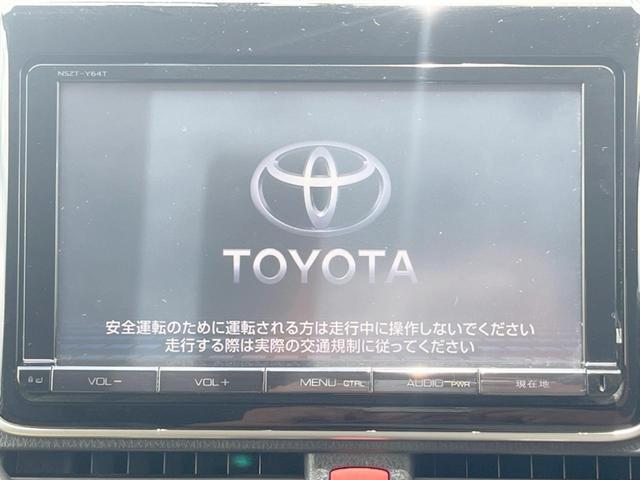 NSZT-Y64T
TOYOTA
安全運転のために運転される方は走行中に操作しないでください
走行する際は実際の交通規制に従ってください
VOL− VOL+ MENU CTRL AUDIO PWR 現在地